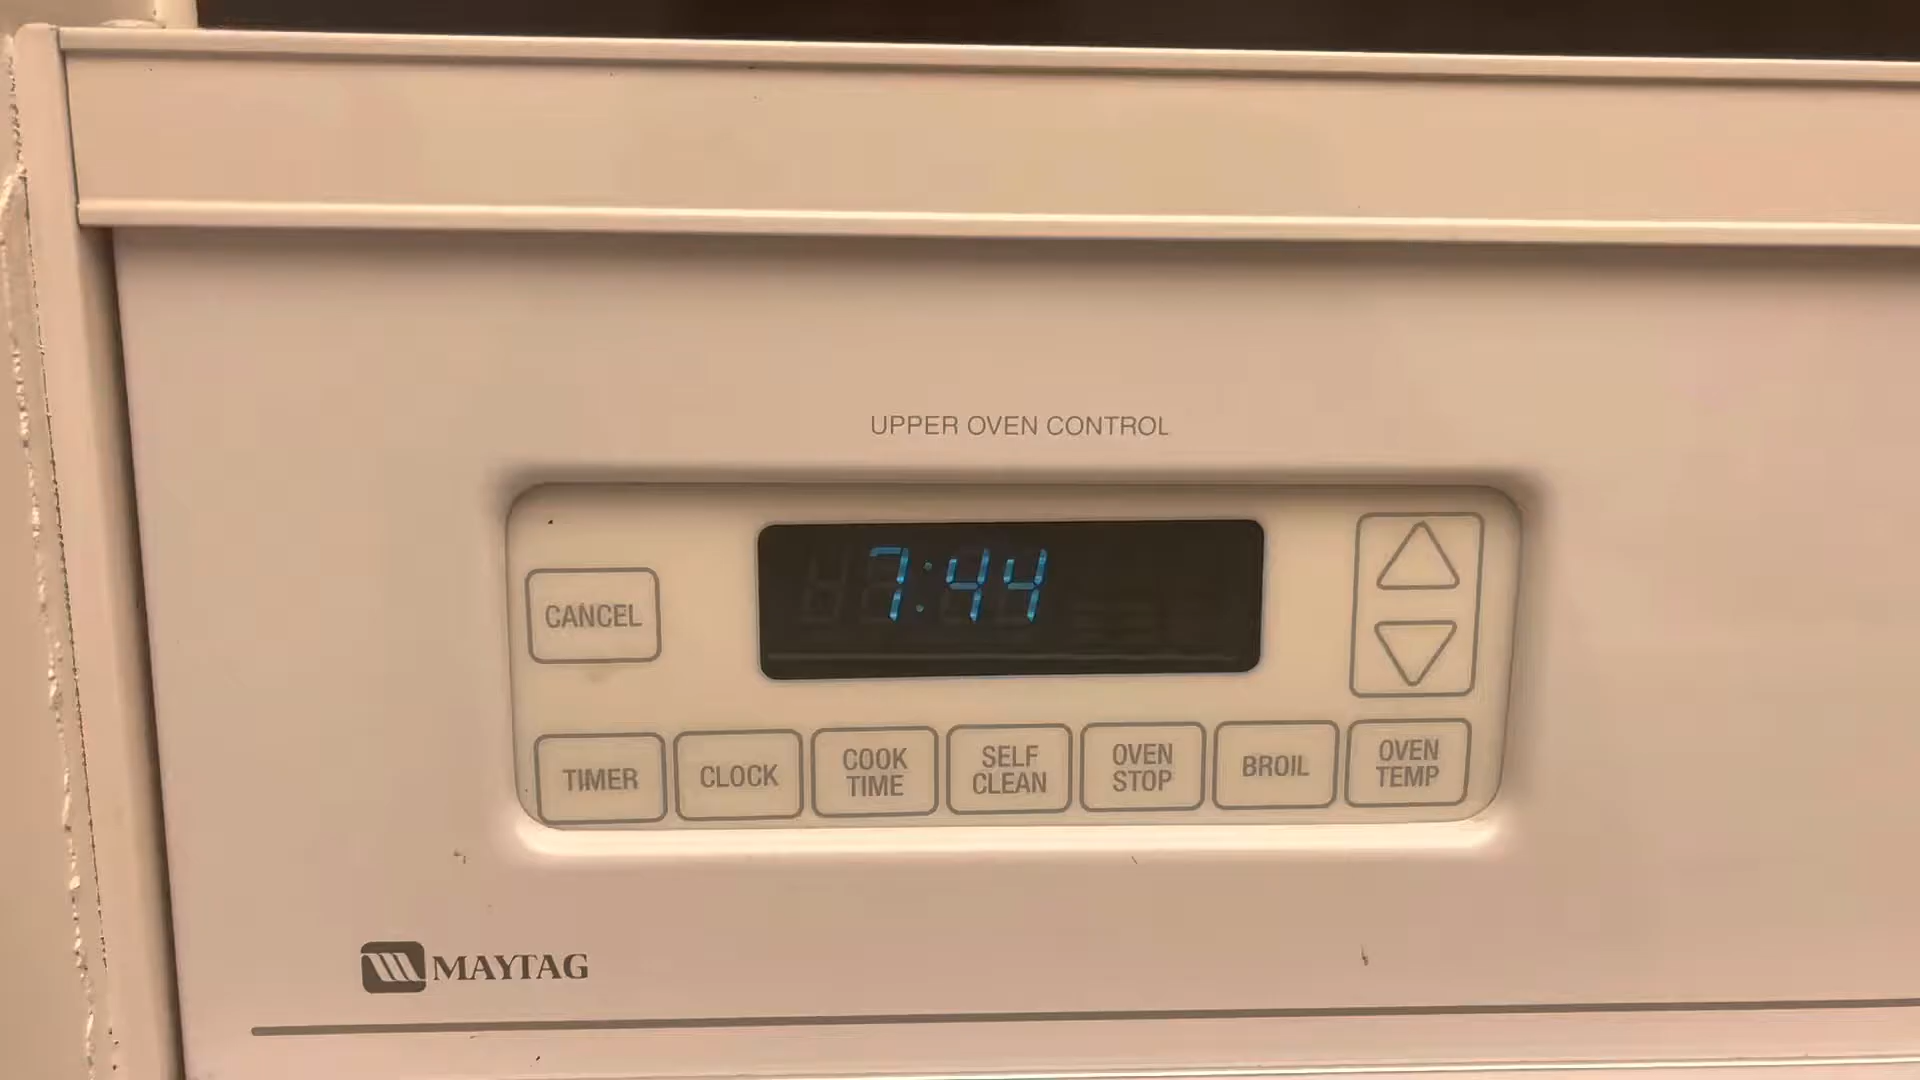 UPPER OVEN CONTROL
7:44
CANCEL
TIMER
CLOCK
COOK
TIME
SELF
CLEAN
OVEN
STOP
BROIL
OVEN
TEMP
MAYTAG